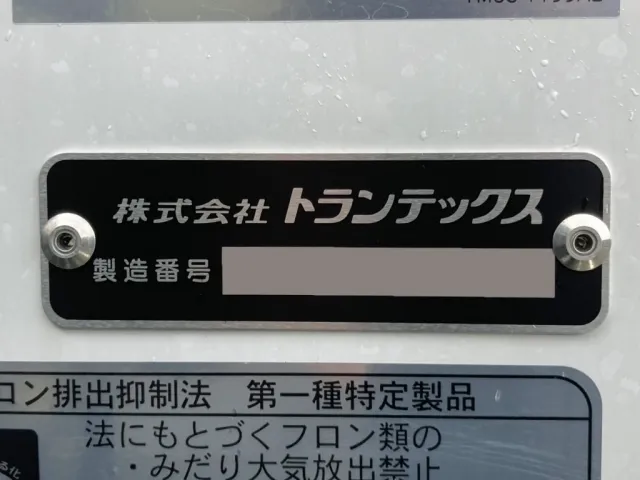 株式会社 トランテックス
製造番号
ロン排出抑制法 第一種特定製品
法にもとづくフロン類の
・みだり大気放出禁止